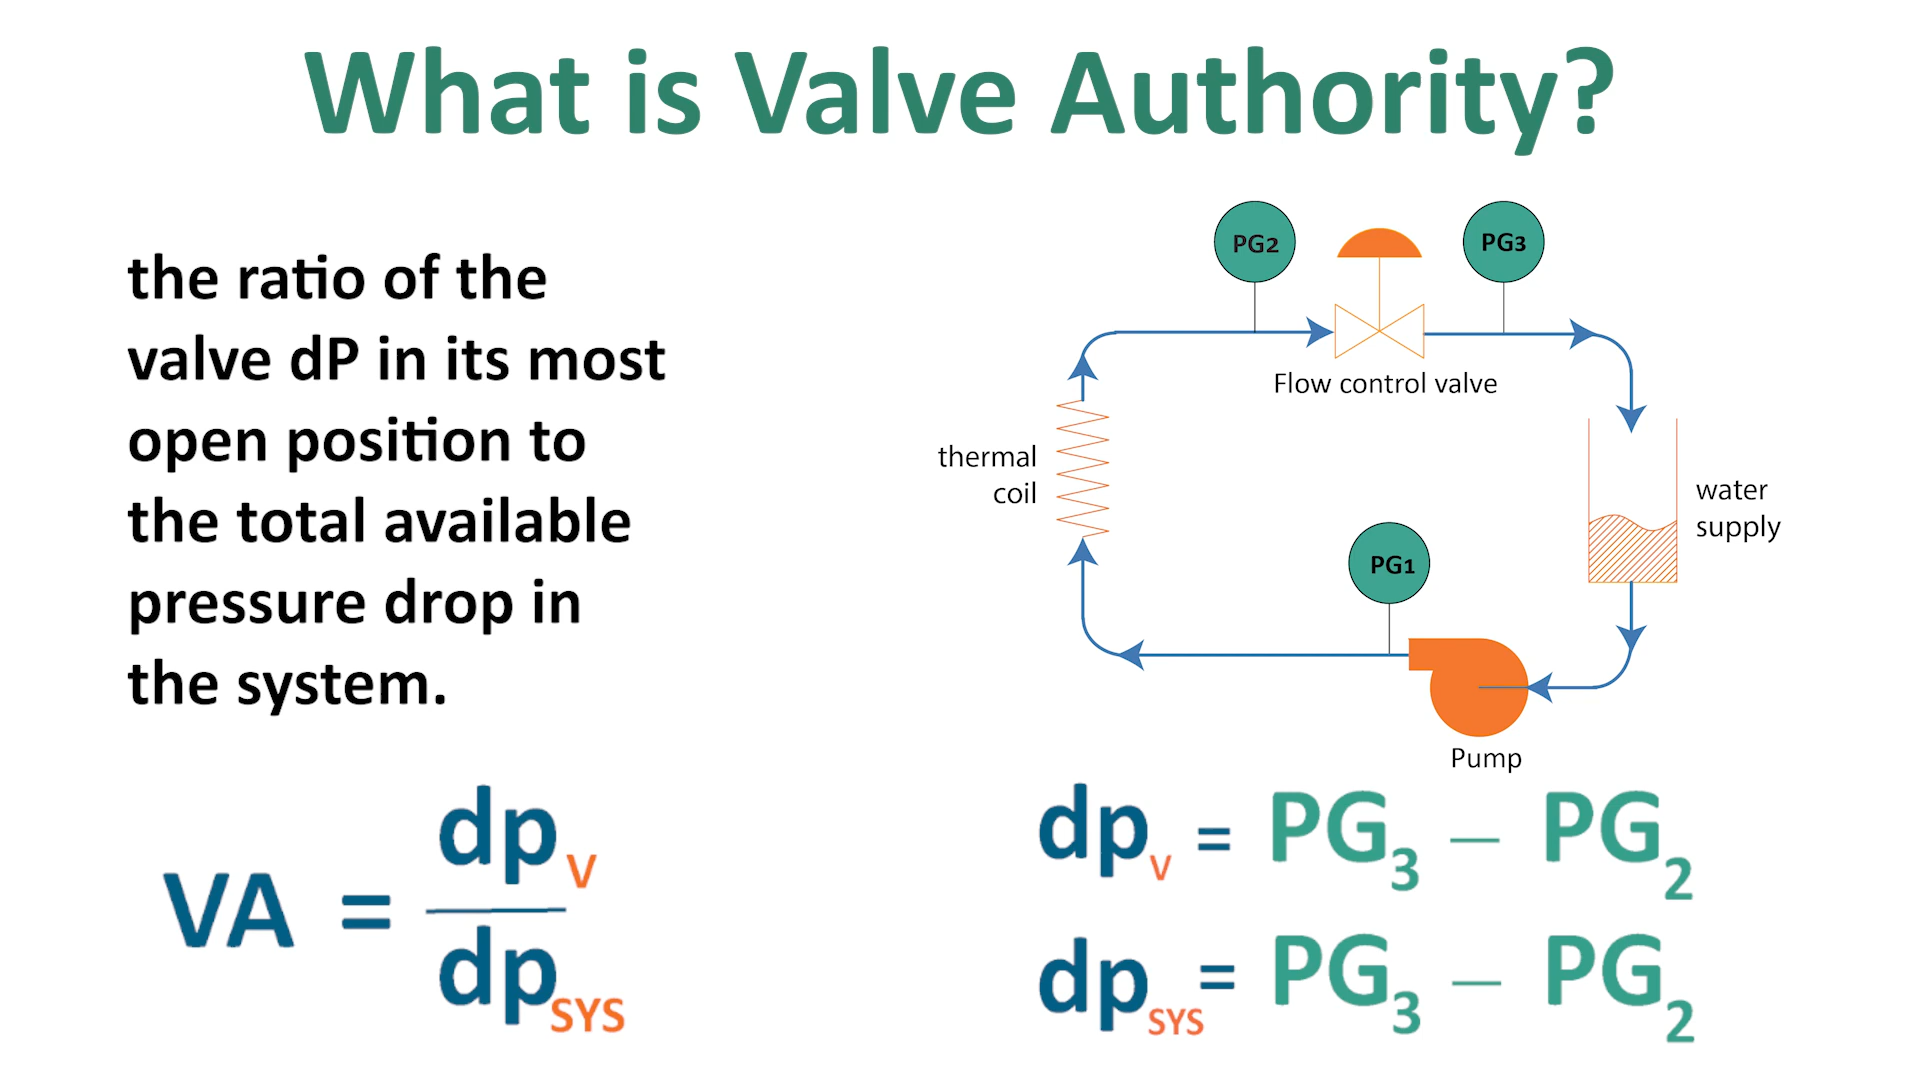 What is Valve Authority?
the ratio of the
valve dP in its most
open position to
the total available
pressure drop in
the system.
PG2
PG3
Flow control valve
thermal
coil
water
supply
PG1
Pump
VA = dpV / dpSYS
dpV = PG3 – PG2
dpSYS = PG3 – PG2